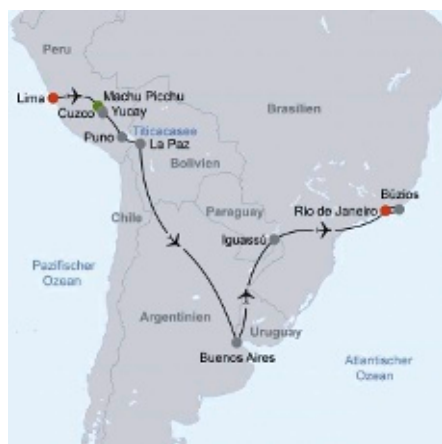 Peru
Lima
Machu Picchu
Yucay
Cuzco
Brasilien
Puno
Titicacasee
La Paz
Bolivien
Búzios
Paraguay
Rio de Janeiro
Chile
Iguassú
Pazifischer
Ozean
Argentinien
Uruguay
Buenos Aires
Atlantischer
Ozean